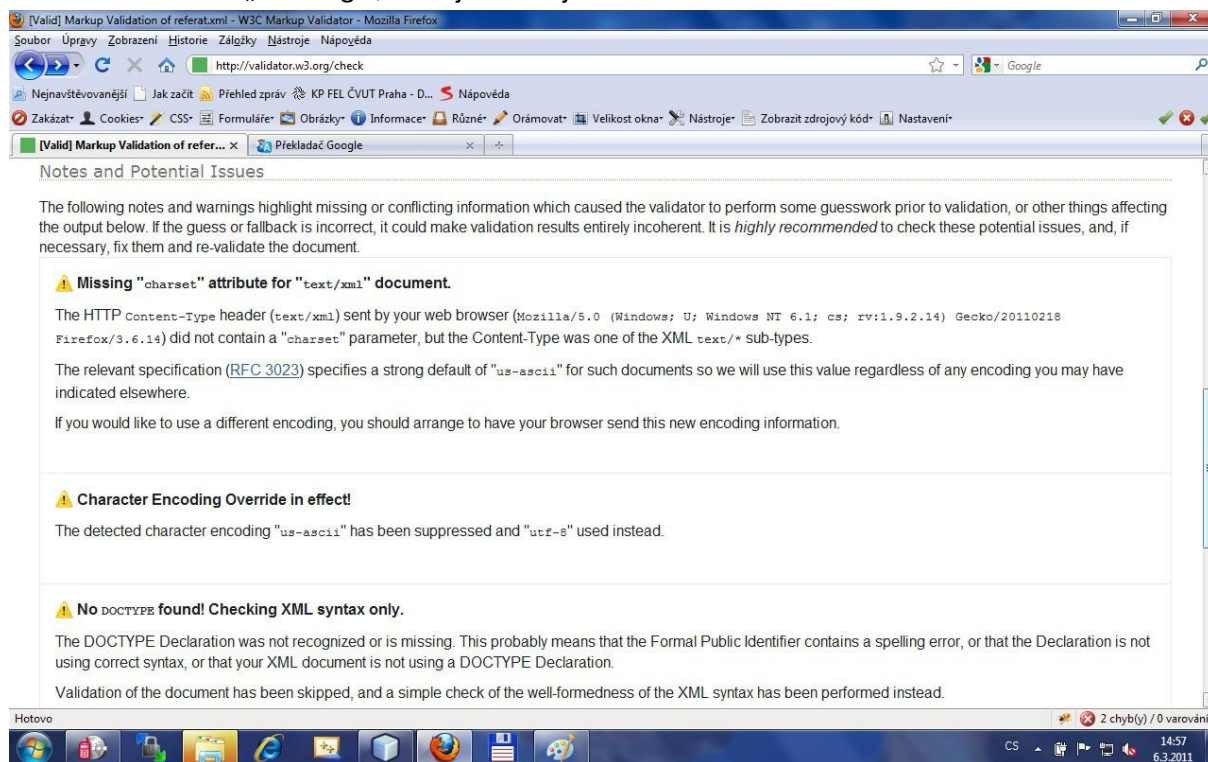 [Valid] Markup Validation of referat.xml - W3C Markup Validator - Mozilla Firefox
Soubor Úpravy Zobrazení Historie Záložky Nástroje Nápověda
http://validator.w3.org/check
Google
Nejnavštěvovanější Jak začít Přehled zpráv KP FEL ČVUT Praha - D... Nápověda
Zakázat Cookies CSS Formuláře Obrázky Informace Různé Orámovat Velikost okna Nástroje Zobrazit zdrojový kód Nastavení
[Valid] Markup Validation of refer... Překladač Google
Notes and Potential Issues
The following notes and warnings highlight missing or conflicting information which caused the validator to perform some guesswork prior to validation, or other things affecting
the output below. If the guess or fallback is incorrect, it could make validation results entirely incoherent. It is highly recommended to check these potential issues, and, if
necessary, fix them and re-validate the document.
Missing "charset" attribute for "text/xml" document.
The HTTP Content-Type header (text/xml) sent by your web browser (Mozilla/5.0 (Windows; U; Windows NT 6.1; cs; rv:1.9.2.14) Gecko/20110218
Firefox/3.6.14) did not contain a "charset" parameter, but the Content-Type was one of the XML text/* sub-types.
The relevant specification (RFC 3023) specifies a strong default of "us-ascii" for such documents so we will use this value regardless of any encoding you may have
indicated elsewhere.
If you would like to use a different encoding, you should arrange to have your browser send this new encoding information.
Character Encoding Override in effect!
The detected character encoding "us-ascii" has been suppressed and "utf-8" used instead.
No DOCTYPE found! Checking XML syntax only.
The DOCTYPE Declaration was not recognized or is missing. This probably means that the Formal Public Identifier contains a spelling error, or that the Declaration is not
using correct syntax, or that your XML document is not using a DOCTYPE Declaration.
Validation of the document has been skipped, and a simple check of the well-formedness of the XML syntax has been performed instead.
Hotovo
2 chyb(y) / 0 varování
CS
14:57
6.3.2011